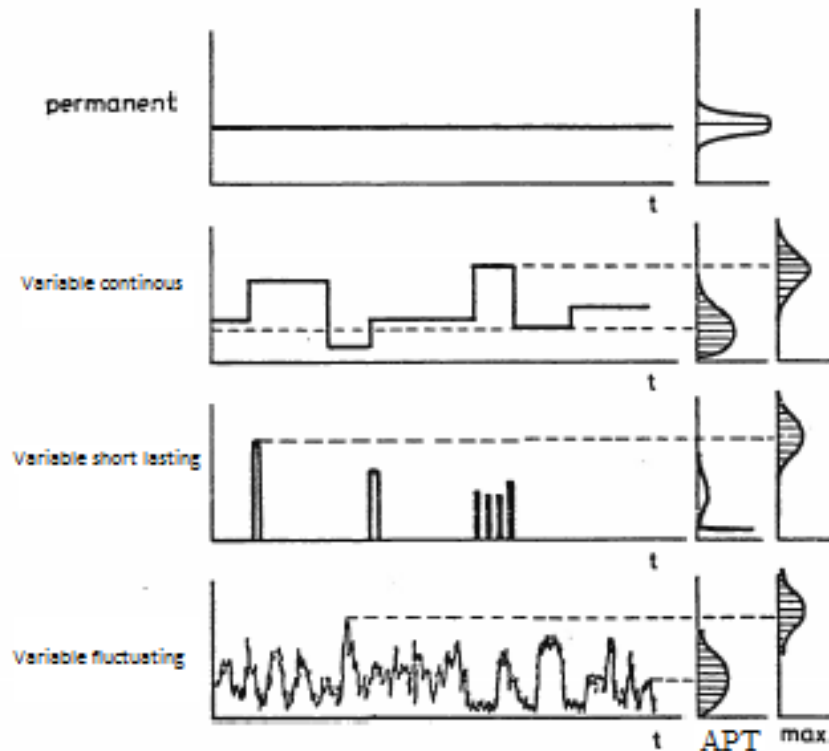 permanent
t
Variable continous
t
Variable short lasting
t
Variable fluctuating
t APT max.